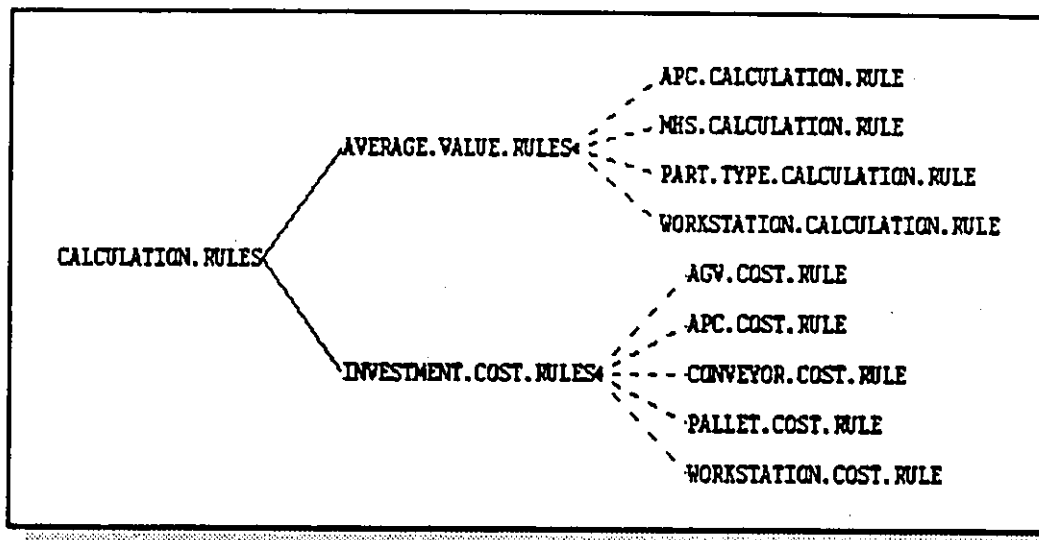 APC.CALCULATION.RULE
MHS.CALCULATION.RULE
AVERAGE.VALUE.RULES
PART.TYPE.CALCULATION.RULE
WORKSTATION.CALCULATION.RULE
CALCULATION.RULES
AGV.COST.RULE
APC.COST.RULE
INVESTMENT.COST.RULES
CONVEYOR.COST.RULE
PALLET.COST.RULE
WORKSTATION.COST.RULE